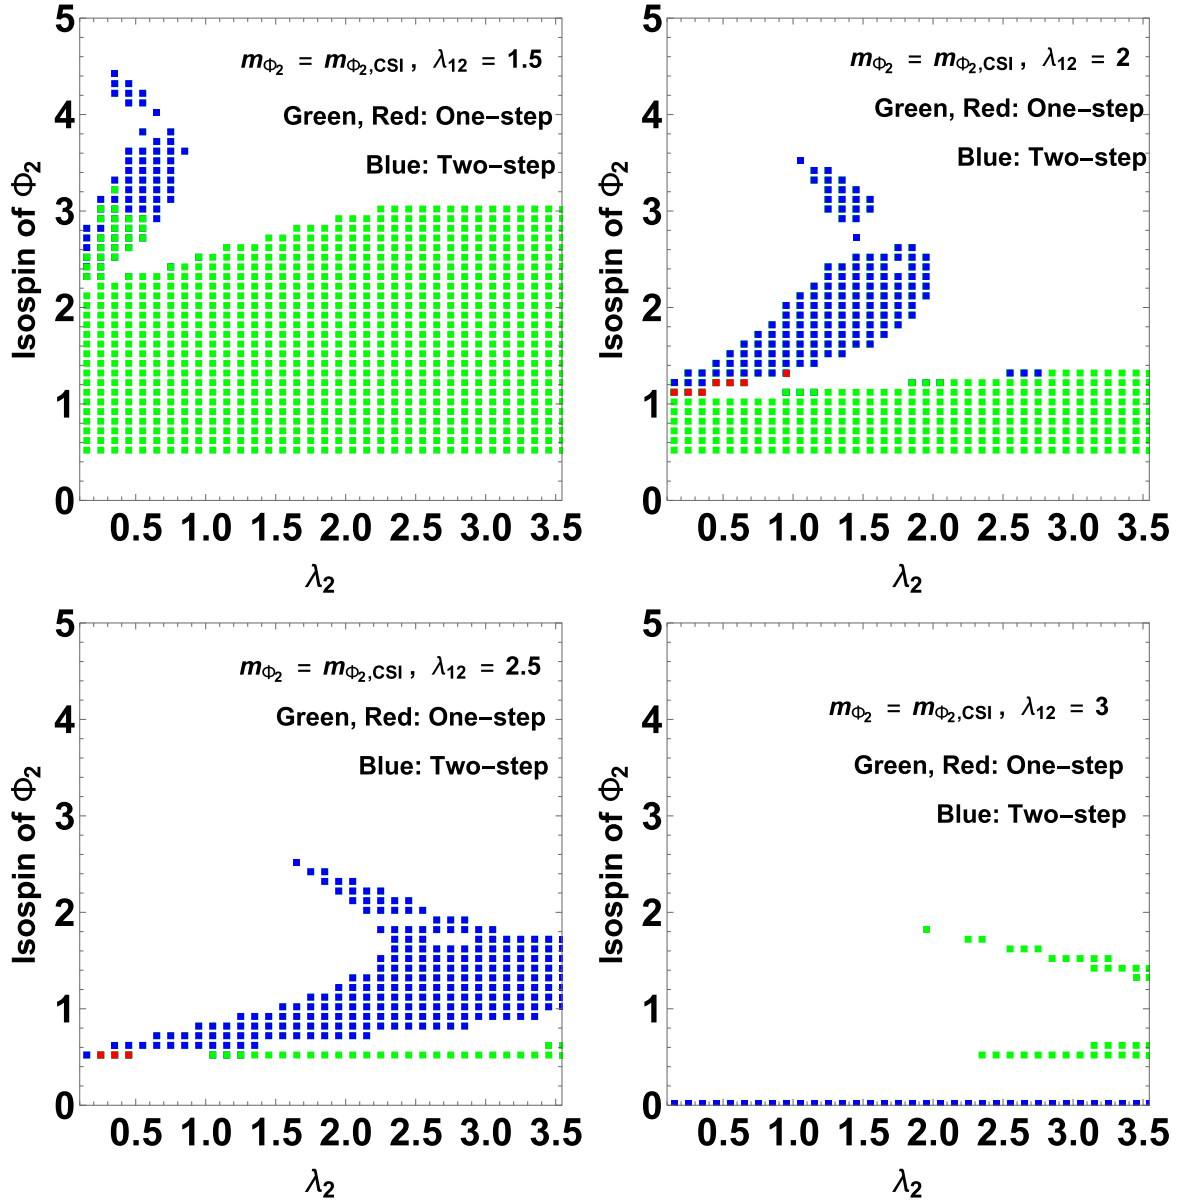 5
4
3
2
1
0
Isospin of Φ2
mΦ2 = mΦ2,CSI , λ12 = 1.5
Green, Red: One-step
Blue: Two-step
0.5 1.0 1.5 2.0 2.5 3.0 3.5
λ2
5
4
3
2
1
0
Isospin of Φ2
mΦ2 = mΦ2,CSI , λ12 = 2
Green, Red: One-step
Blue: Two-step
0.5 1.0 1.5 2.0 2.5 3.0 3.5
λ2
5
4
3
2
1
0
Isospin of Φ2
mΦ2 = mΦ2,CSI , λ12 = 2.5
Green, Red: One-step
Blue: Two-step
0.5 1.0 1.5 2.0 2.5 3.0 3.5
λ2
5
4
3
2
1
0
Isospin of Φ2
mΦ2 = mΦ2,CSI , λ12 = 3
Green, Red: One-step
Blue: Two-step
0.5 1.0 1.5 2.0 2.5 3.0 3.5
λ2